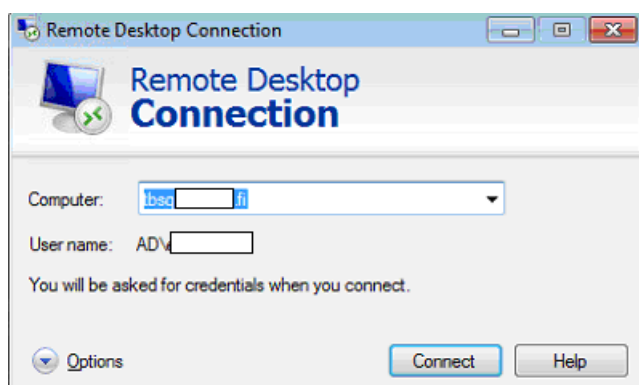 Remote Desktop Connection
Remote Desktop
Connection
Computer: tbsq fi
User name: AD\
You will be asked for credentials when you connect.
Options Connect Help